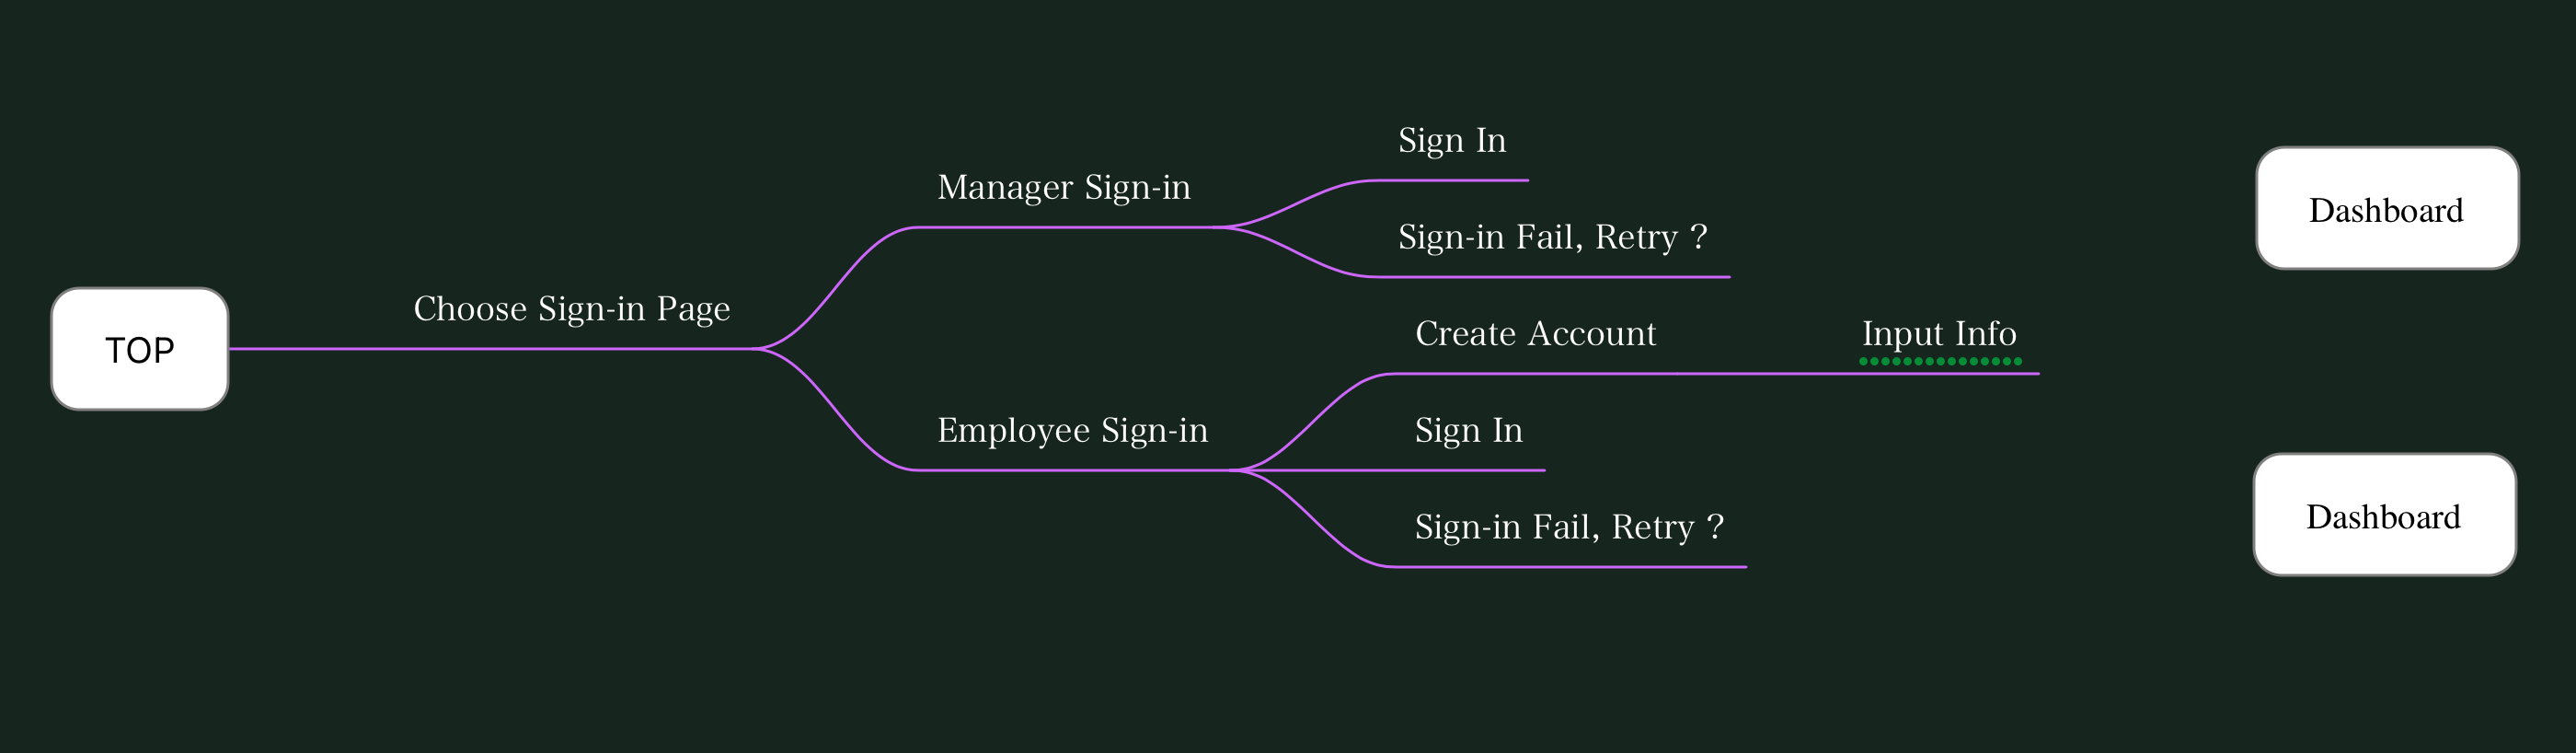 TOP
Choose Sign-in Page
Manager Sign-in
Sign In
Sign-in Fail, Retry ?
Employee Sign-in
Create Account
Input Info
Sign In
Sign-in Fail, Retry ?
Dashboard
Dashboard